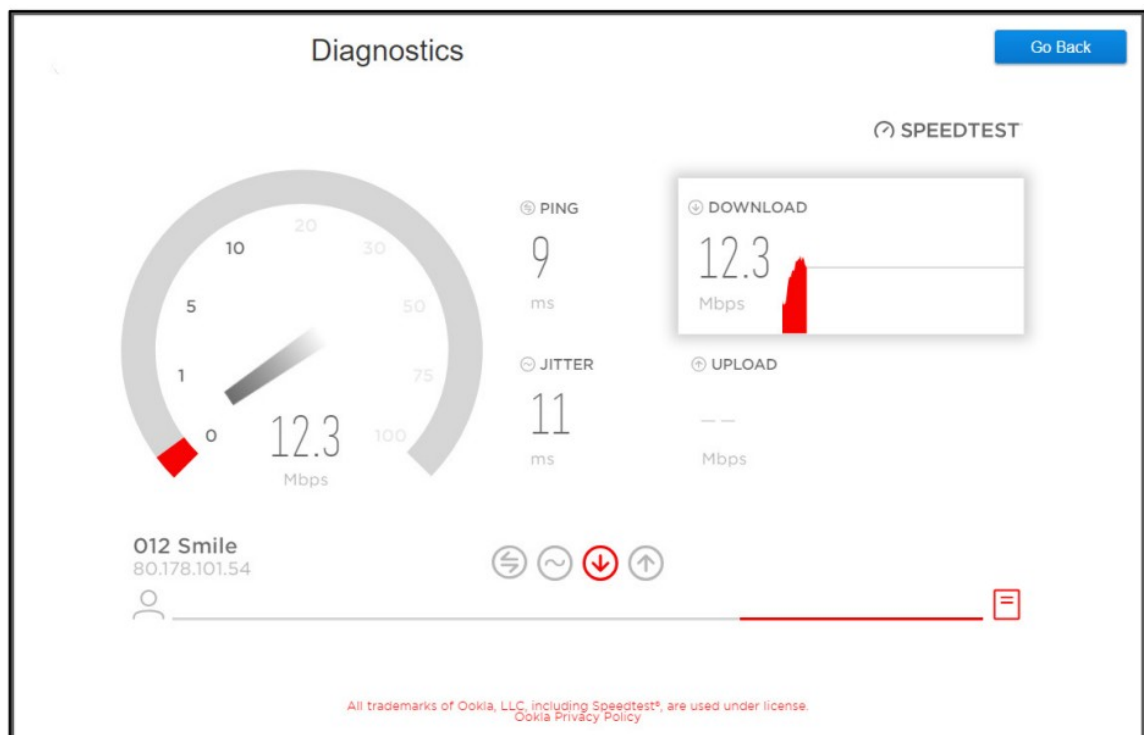 Diagnostics
Go Back
SPEEDTEST
20
10
30
5
50
1
75
0
100
12.3
Mbps
PING
9
ms
DOWNLOAD
12.3
Mbps
JITTER
11
ms
UPLOAD
— —
Mbps
012 Smile
80.178.101.54
All trademarks of Ookla, LLC, including Speedtest®, are used under license.
Ookla Privacy Policy